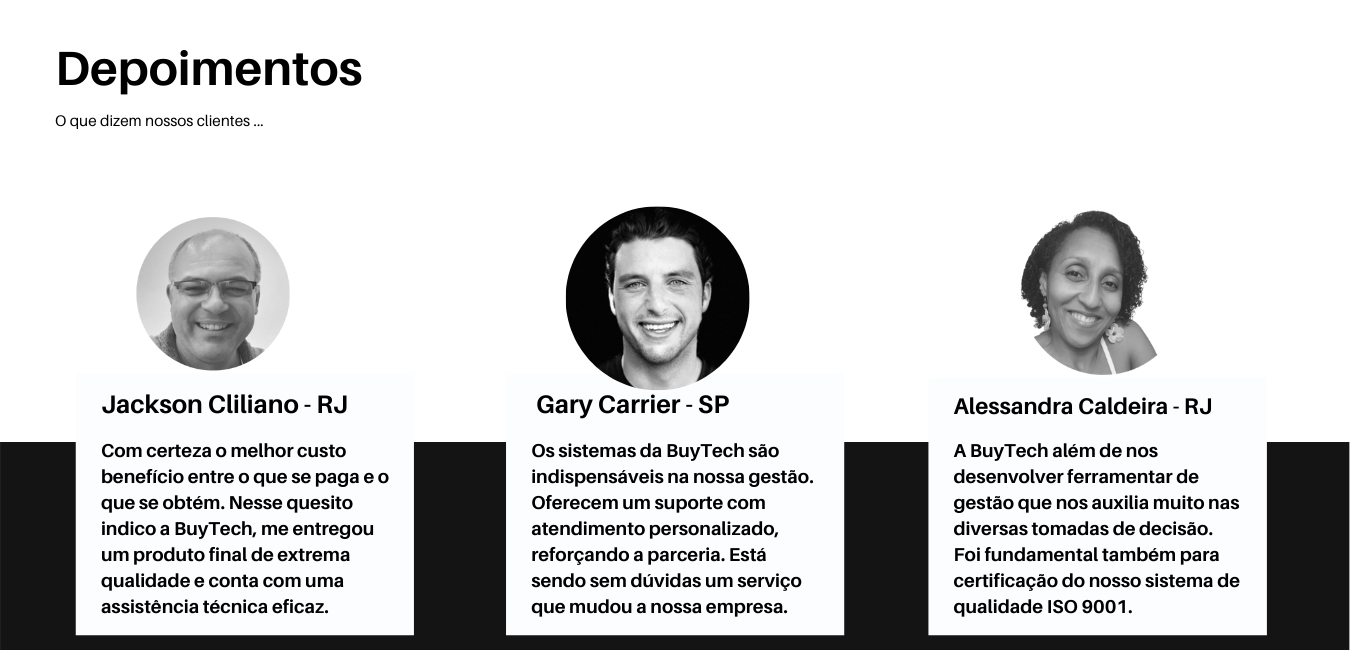 Depoimentos
O que dizem nossos clientes ...
Jackson Cliliano - RJ
Com certeza o melhor custo
benefício entre o que se paga e o
que se obtém. Nesse quesito
indico a BuyTech, me entregou
um produto final de extrema
qualidade e conta com uma
assistência técnica eficaz.
Gary Carrier - SP
Os sistemas da BuyTech são
indispensáveis na nossa gestão.
Oferecem um suporte com
atendimento personalizado,
reforçando a parceria. Está
sendo sem dúvidas um serviço
que mudou a nossa empresa.
Alessandra Caldeira - RJ
A BuyTech além de nos
desenvolver ferramentar de
gestão que nos auxilia muito nas
diversas tomadas de decisão.
Foi fundamental também para
certificação do nosso sistema de
qualidade ISO 9001.